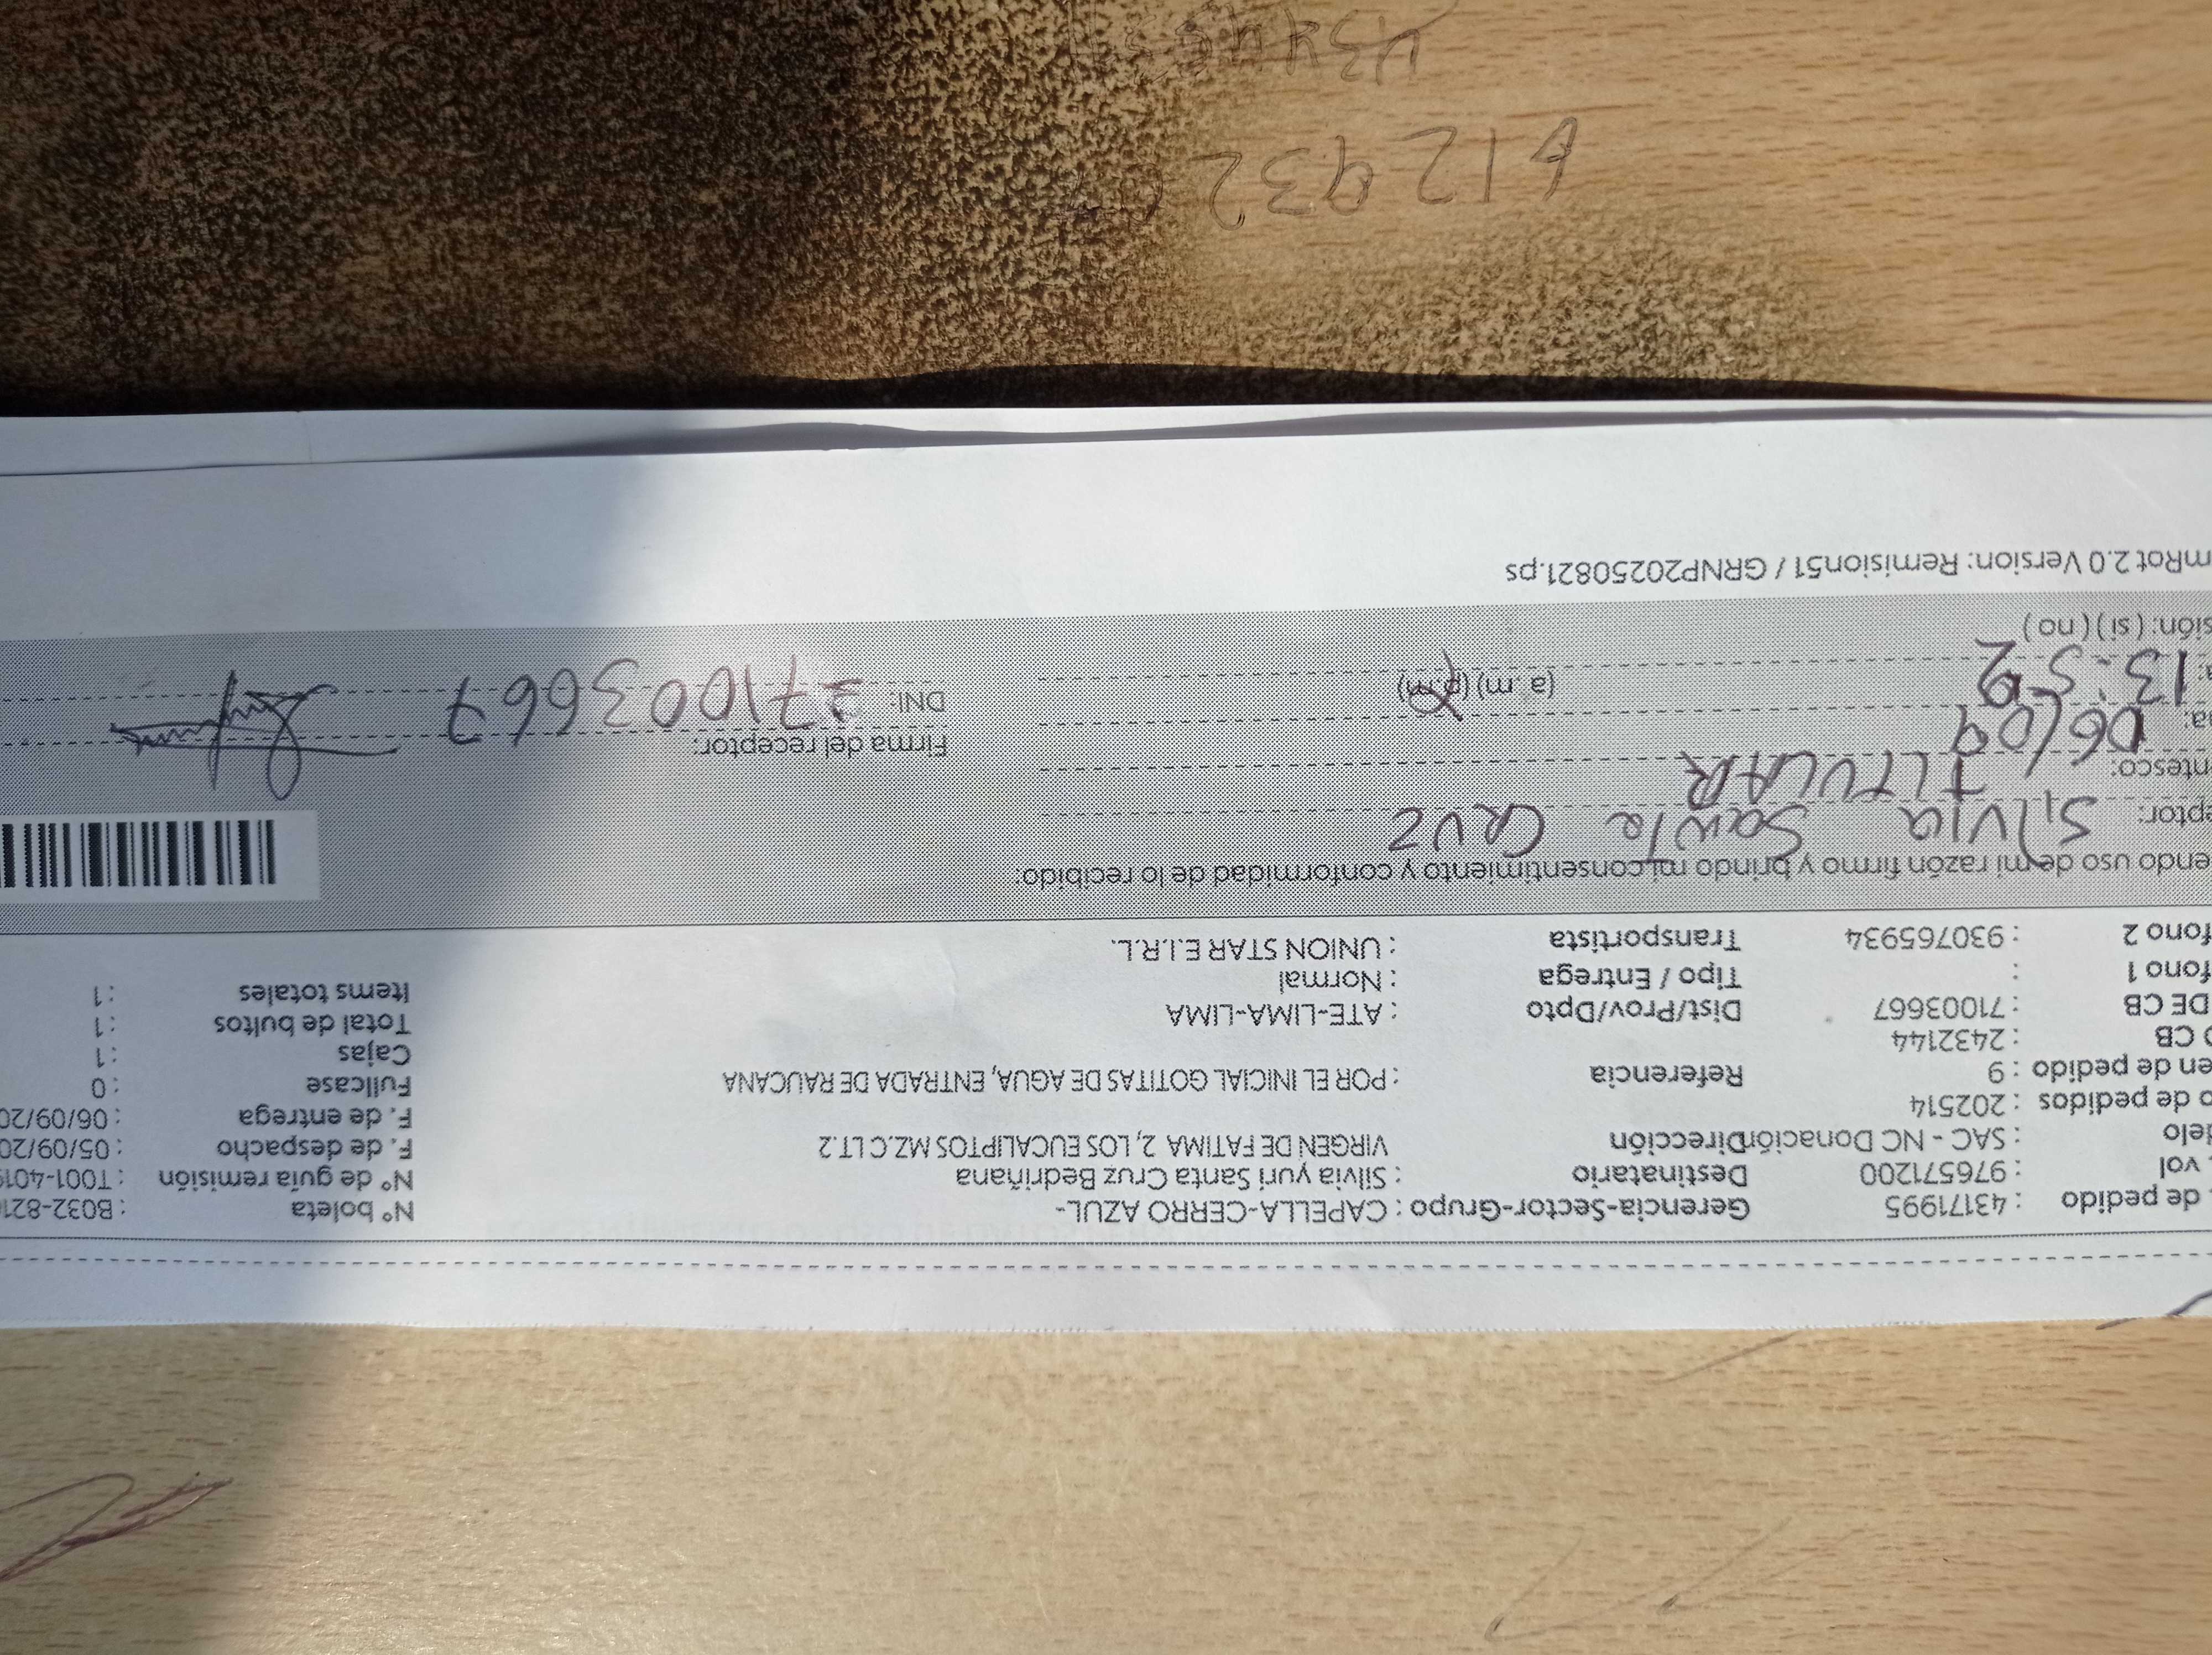 de pedido : 43171995 Gerencia-Sector-Grupo : CAPELLA-CERRO AZUL- N° boleta : B032-821
vol : 976571200 Destinatario : Silvia yuri Santa Cruz Bedriñana N° de guía remisión : T001-401
delo : SAC - NC Donación Dirección VIRGEN DE FATIMA 2, LOS EUCALIPTOS MZ.C LT.2 F. de despacho : 05/09/20
o de pedidos : 202514 F. de entrega : 06/09/20
en de pedido : 9 Referencia : POR EL INICIAL GOTITAS DE AGUA, ENTRADA DE RAUCANA Fullcase : 0
O CB : 2432144 Cajas : 1
DE CB : 71003667 Dist/Prov/Dpto : ATE-LIMA-LIMA Total de bultos : 1
fono 1 : Tipo / Entrega : Normal Items totales : 1
fono 2 : 930765934 Transportista : UNION STAR E.I.R.L.
endo uso de mi razón firmo y brindo mi consentimiento y conformidad de lo recibido:
eptor: Silvia Santa Cruz
ntesco: TITULAR
a: 06/09 Firma del receptor:
a: 13:52 (a. m) (p.m) DNI: 71003667
sión: (si) (no)
mRot 2.0 Version: Remision51 / GRNP20250821.ps
612932